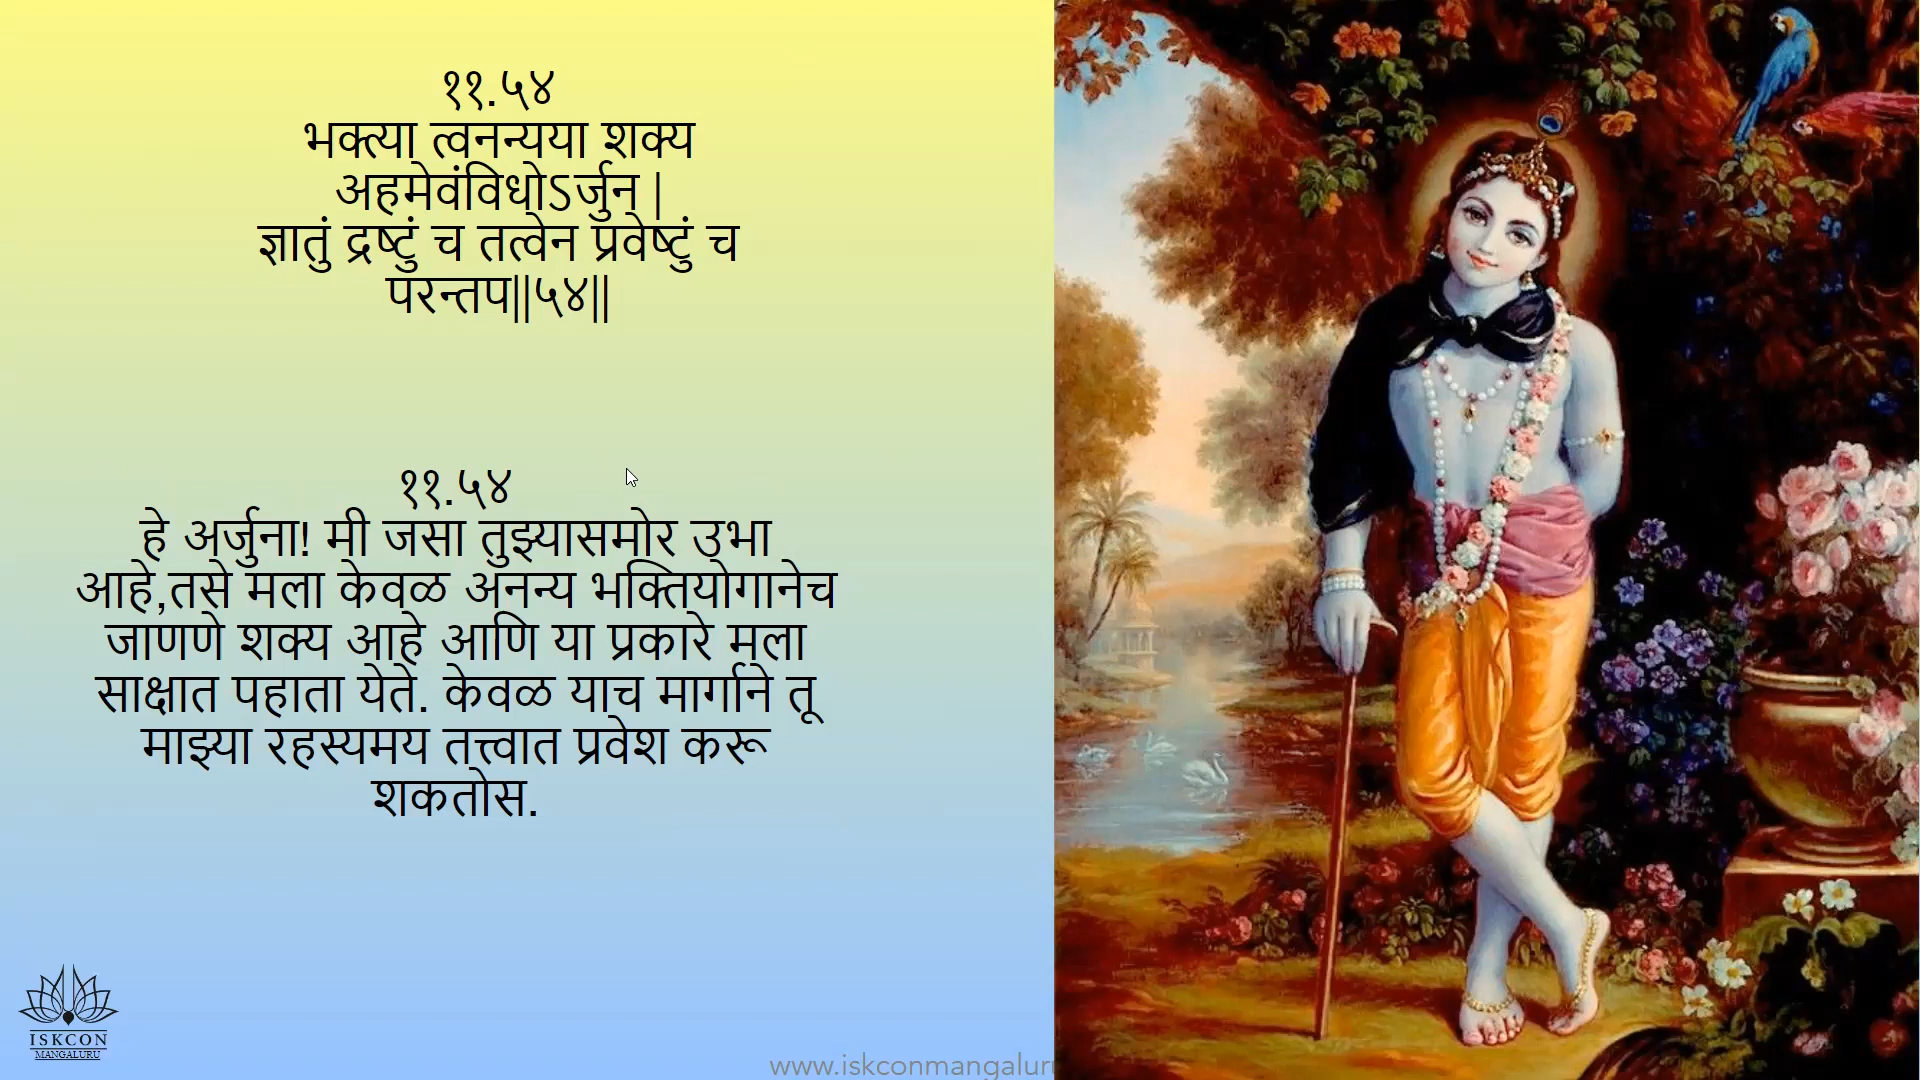 ११.५४
भक्त्या त्वनन्यया शक्य
अहमेवंविधोऽर्जुन |
ज्ञातुं द्रष्टुं च तत्वेन प्रवेष्टुं च
परन्तप||५४||
११.५४
हे अर्जुना! मी जसा तुझ्यासमोर उभा
आहे,तसे मला केवळ अनन्य भक्तियोगानेच
जाणणे शक्य आहे आणि या प्रकारे मला
साक्षात पहाता येते. केवळ याच मार्गाने तू
माझ्या रहस्यमय तत्त्वात प्रवेश करू
शकतोस.
ISKCON
MANGALURU
www.iskconmangaluru